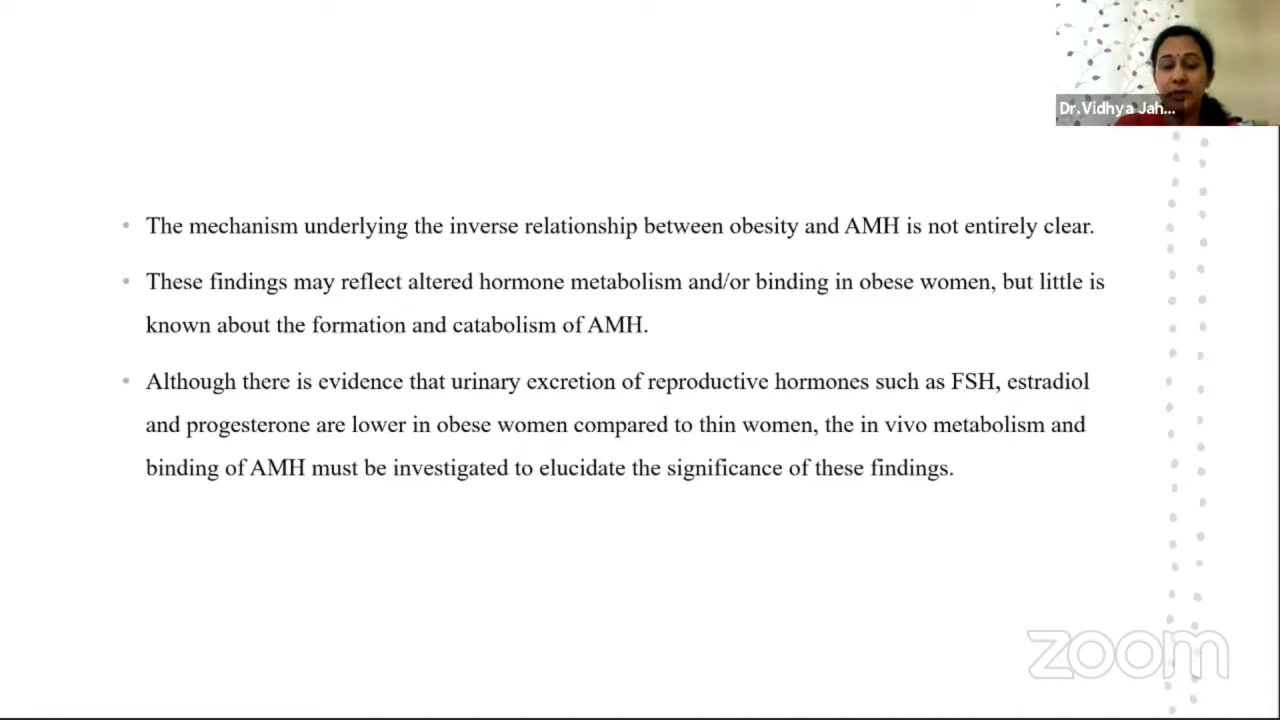 Dr.Vidhya Jah...
• The mechanism underlying the inverse relationship between obesity and AMH is not entirely clear.
• These findings may reflect altered hormone metabolism and/or binding in obese women, but little is
known about the formation and catabolism of AMH.
• Although there is evidence that urinary excretion of reproductive hormones such as FSH, estradiol
and progesterone are lower in obese women compared to thin women, the in vivo metabolism and
binding of AMH must be investigated to elucidate the significance of these findings.
zoom